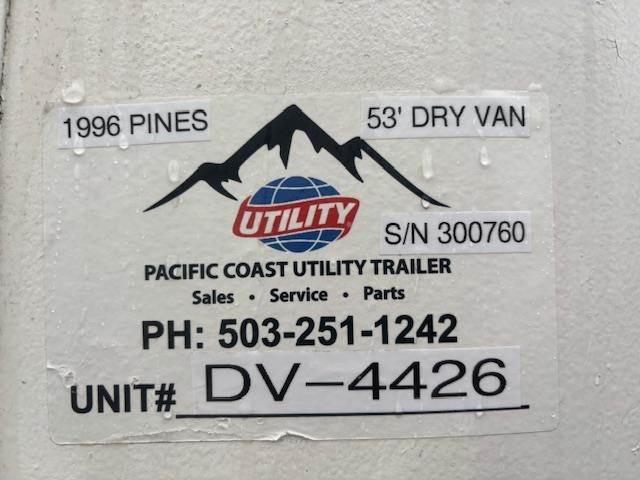 1996 PINES
53' DRY VAN
UTILITY
S/N 300760
PACIFIC COAST UTILITY TRAILER
Sales • Service • Parts
PH: 503-251-1242
UNIT# DV-4426